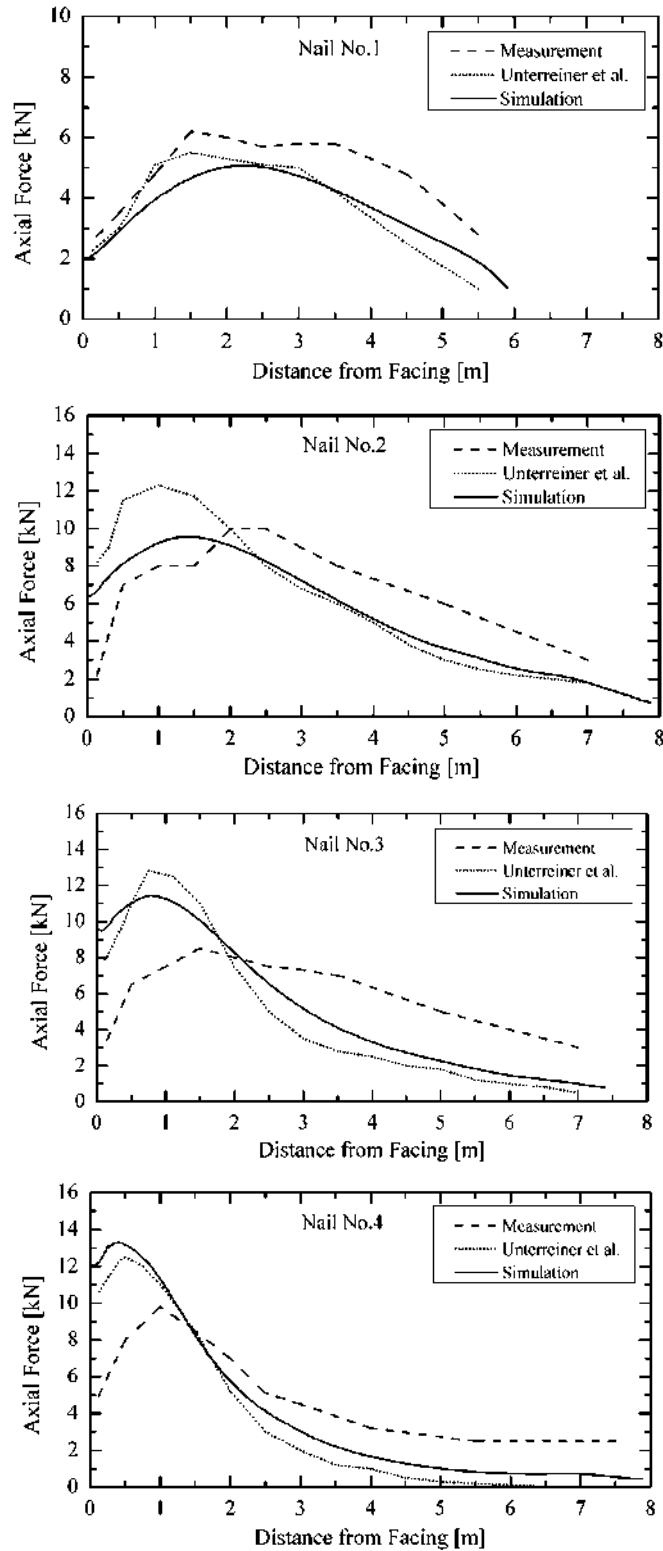 Nail No.1
Measurement
Unterreiner et al.
Simulation
Axial Force [kN]
10
8
6
4
2
0
0 1 2 3 4 5 6 7 8
Distance from Facing [m]
Nail No.2
Measurement
Unterreiner et al.
Simulation
Axial Force [kN]
16
14
12
10
8
6
4
2
0
0 1 2 3 4 5 6 7 8
Distance from Facing [m]
Nail No.3
Measurement
Unterreiner et al.
Simulation
Axial Force [kN]
16
14
12
10
8
6
4
2
0
0 1 2 3 4 5 6 7 8
Distance from Facing [m]
Nail No.4
Measurement
Unterreiner et al.
Simulation
Axial Force [kN]
16
14
12
10
8
6
4
2
0
0 1 2 3 4 5 6 7 8
Distance from Facing [m]